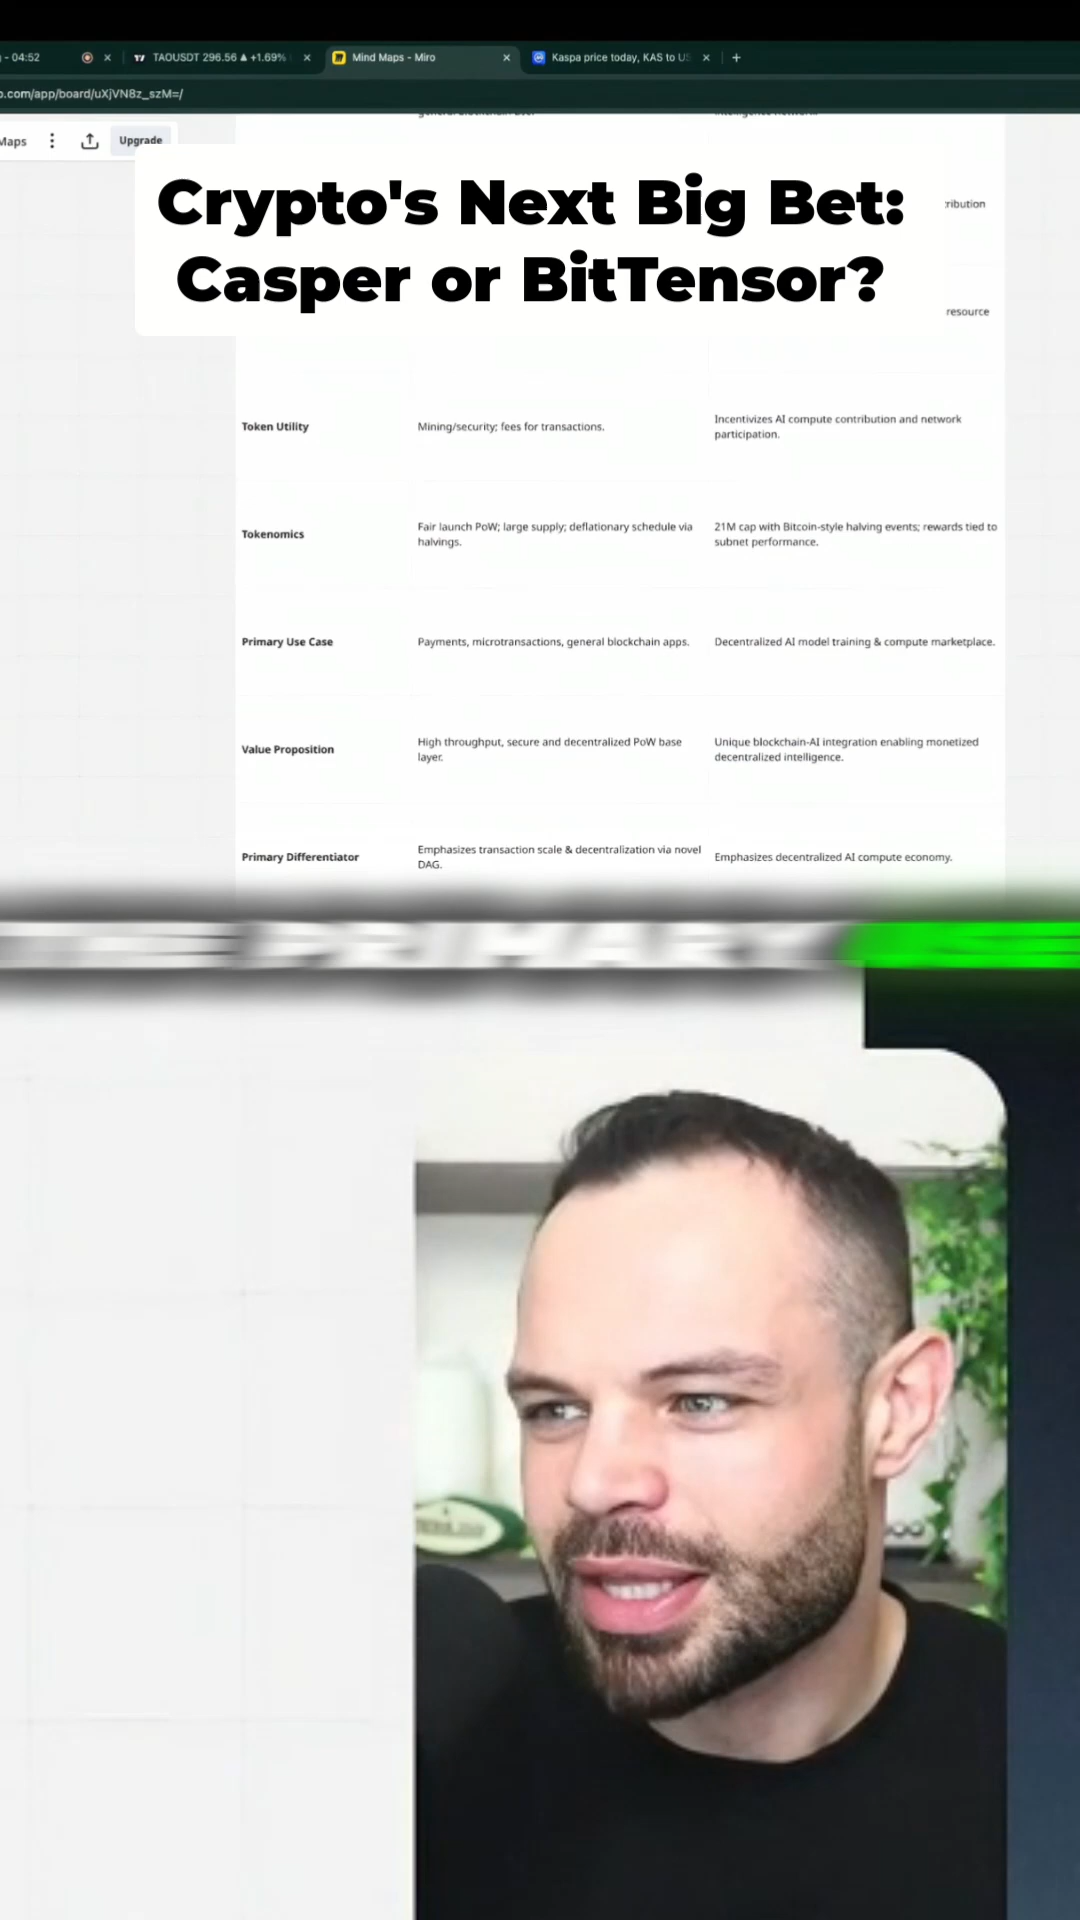 - 04:52
TAOUSDT 296.56 ▲ +1.69%
Mind Maps - Miro
Kaspa price today, KAS to US
o.com/app/board/uXjVN8z_szM=/
Maps
Upgrade
Crypto's Next Big Bet:
Casper or BitTensor?
ribution
resource
Token Utility
Mining/security; fees for transactions.
Incentivizes AI compute contribution and network
participation.
Tokenomics
Fair launch PoW; large supply; deflationary schedule via
halvings.
21M cap with Bitcoin-style halving events; rewards tied to
subnet performance.
Primary Use Case
Payments, microtransactions, general blockchain apps.
Decentralized AI model training & compute marketplace.
Value Proposition
High throughput, secure and decentralized PoW base
layer.
Unique blockchain-AI integration enabling monetized
decentralized intelligence.
Primary Differentiator
Emphasizes transaction scale & decentralization via novel
DAG.
Emphasizes decentralized AI compute economy.
THE PRIMARY USE